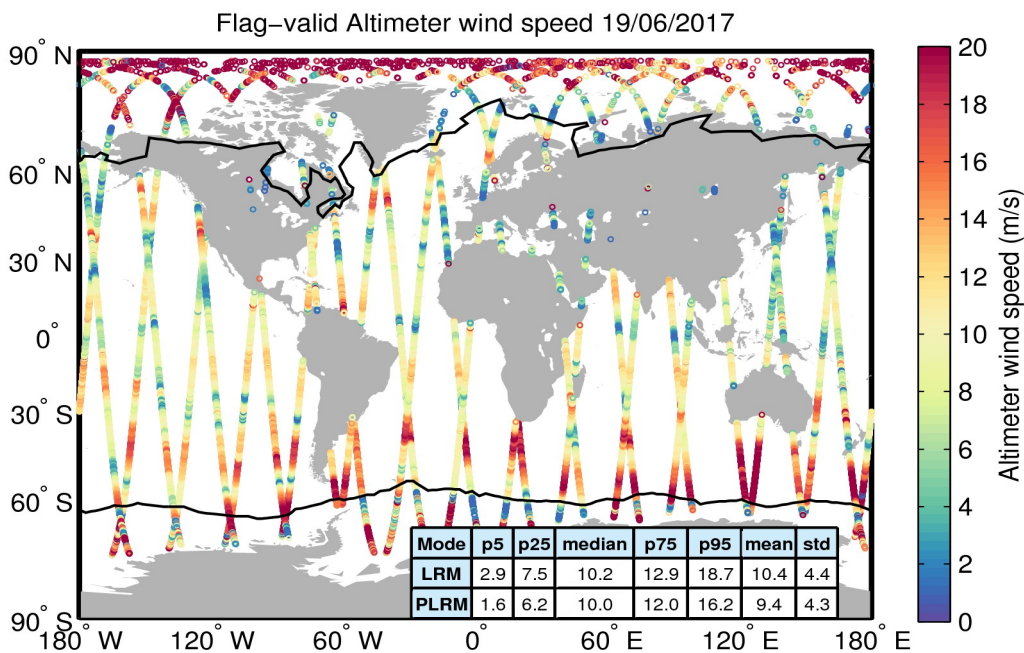 Flag−valid Altimeter wind speed 19/06/2017
90° N
60° N
30° N
0°
30° S
60° S
90° S
180° W
120° W
60° W
0°
60° E
120° E
180° E
Mode p5 p25 median p75 p95 mean std
LRM 2.9 7.5 10.2 12.9 18.7 10.4 4.4
PLRM 1.6 6.2 10.0 12.0 16.2 9.4 4.3
20
18
16
14
12
10
8
6
4
2
0
Altimeter wind speed (m/s)